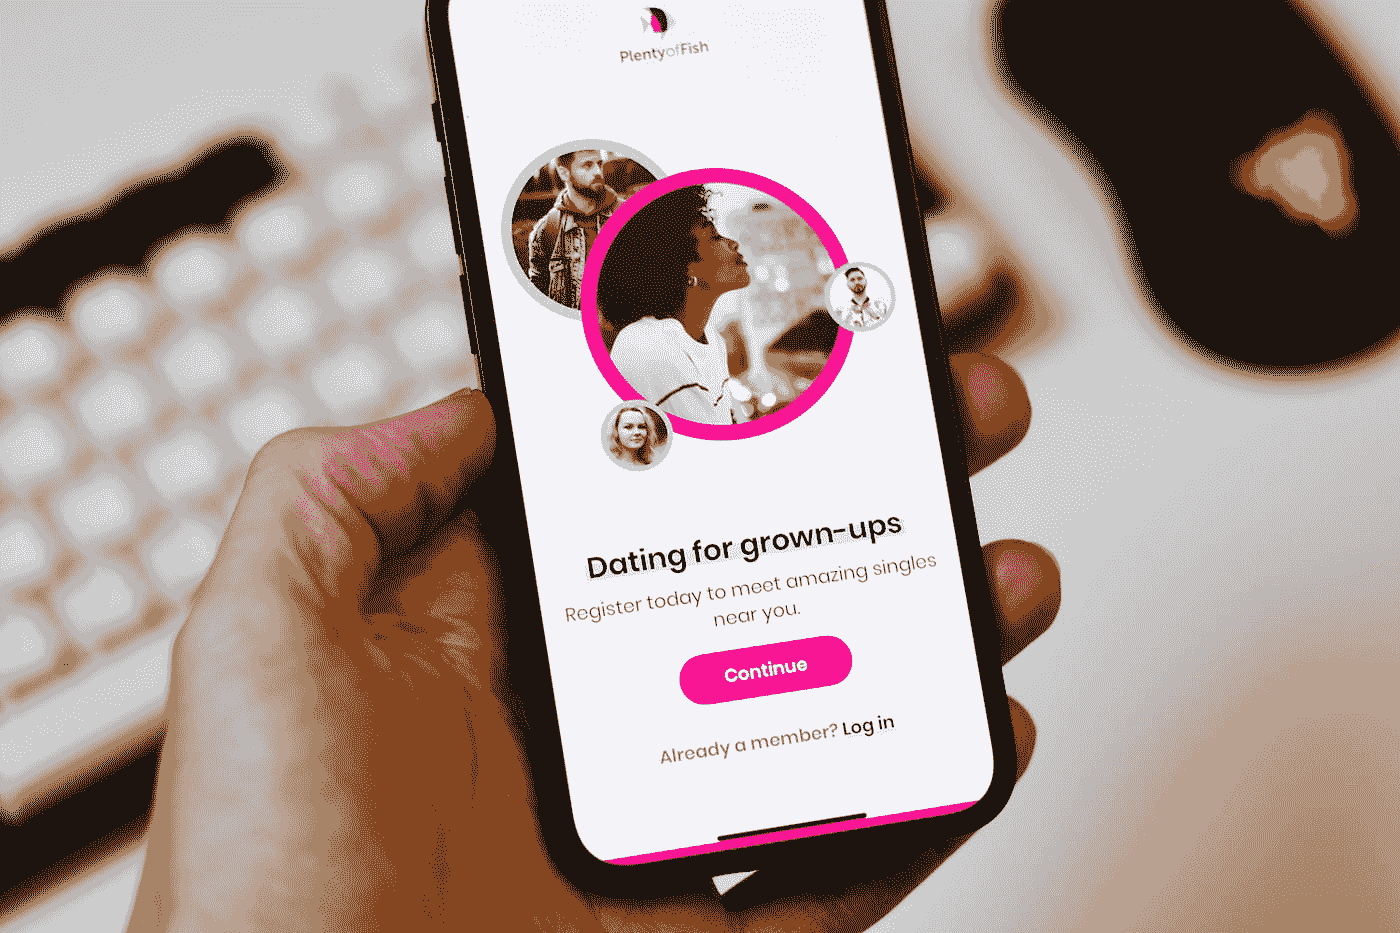 PlentyofFish
Dating for grown-ups
Register today to meet amazing singles
near you.
Continue
Already a member? Log in